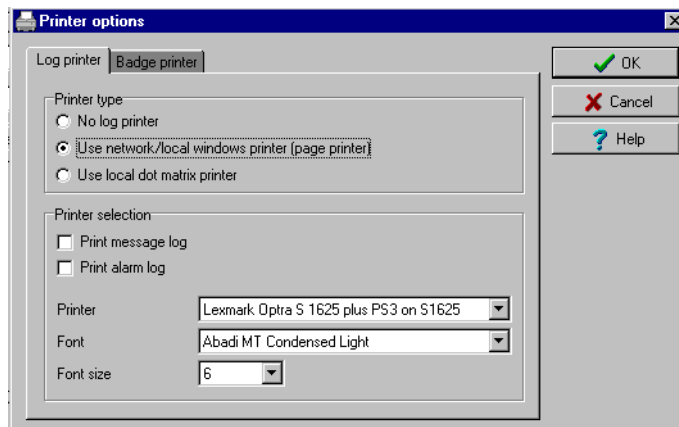 Printer options
Log printer Badge printer
OK
Cancel
Help
Printer type
No log printer
Use network/local windows printer (page printer)
Use local dot matrix printer
Printer selection
Print message log
Print alarm log
Printer Lexmark Optra S 1625 plus PS3 on S1625
Font Abadi MT Condensed Light
Font size 6